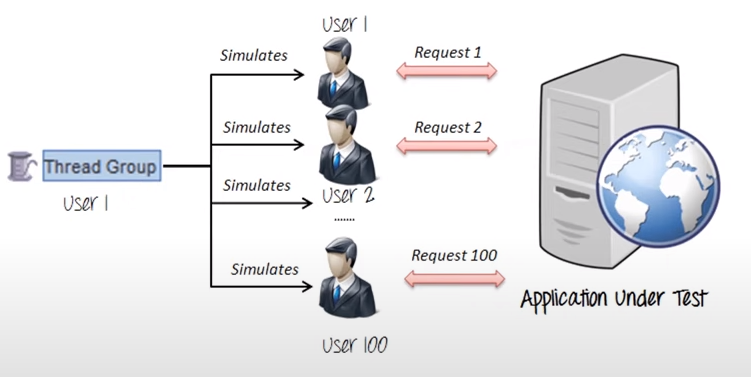 User 1
Simulates
Request 1
Simulates
Request 2
Thread Group
User 1
Simulates
User 2
.......
Simulates
Request 100
Application Under Test
User 100